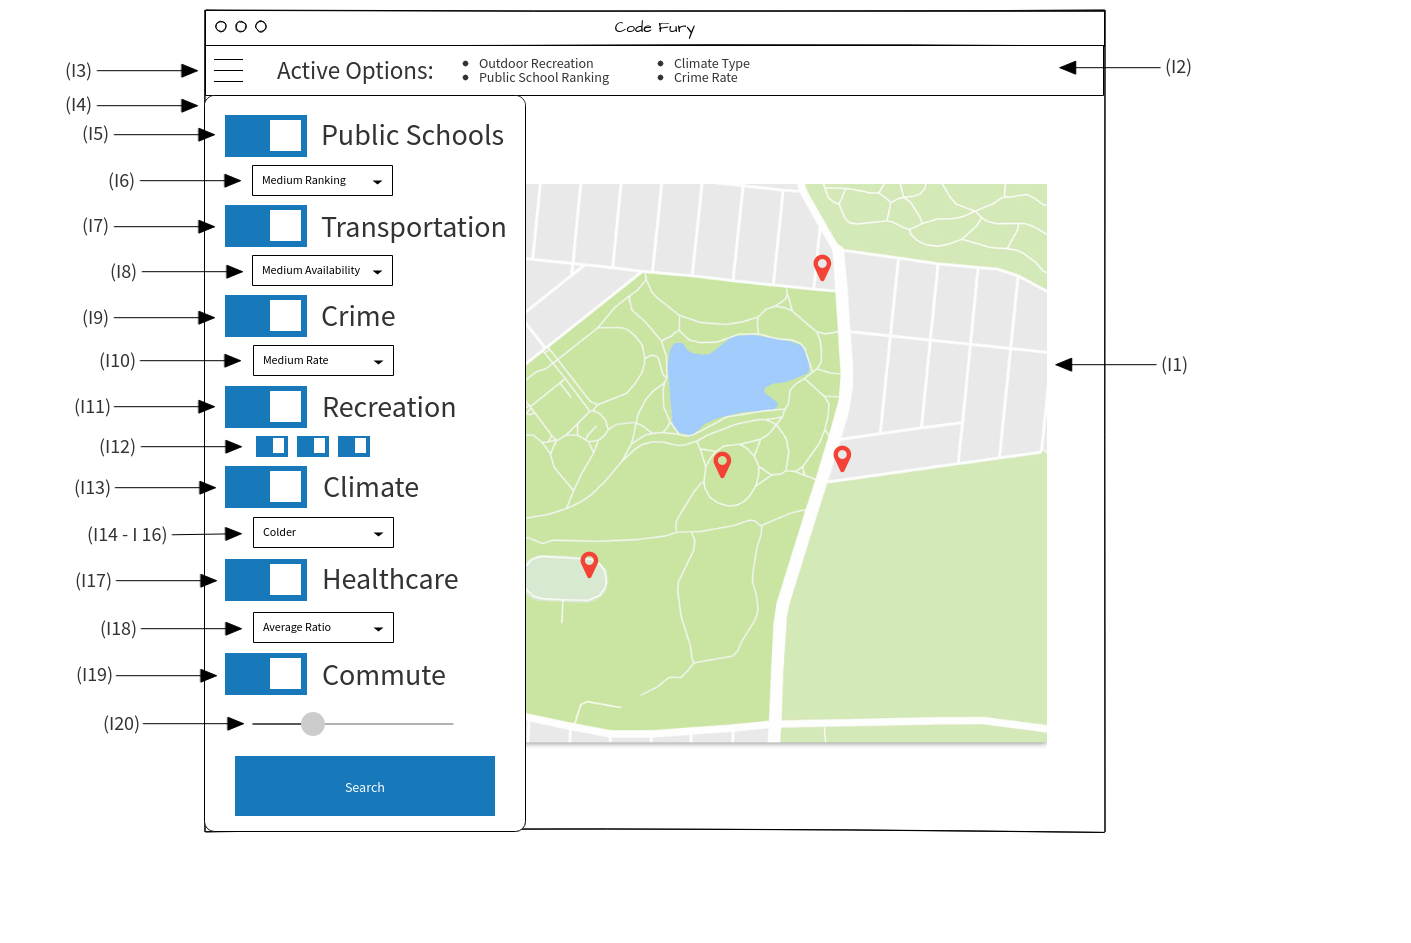 Code Fury
(I3)
Active Options:
• Outdoor Recreation
• Public School Ranking
• Climate Type
• Crime Rate
(I2)
(I4)
(I5)
Public Schools
(I6)
Medium Ranking
(I7)
Transportation
(I8)
Medium Availability
(I9)
Crime
(I10)
Medium Rate
(I1)
(I11)
Recreation
(I12)
(I13)
Climate
(I14 - I 16)
Colder
(I17)
Healthcare
(I18)
Average Ratio
(I19)
Commute
(I20)
Search